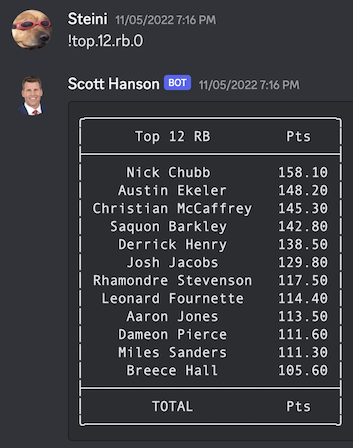 Steini 11/05/2022 7:16 PM
!top.12.rb.0
Scott Hanson BOT 11/05/2022 7:16 PM
Top 12 RB Pts
Nick Chubb 158.10
Austin Ekeler 148.20
Christian McCaffrey 145.30
Saquon Barkley 142.80
Derrick Henry 138.50
Josh Jacobs 129.80
Rhamondre Stevenson 117.50
Leonard Fournette 114.40
Aaron Jones 113.50
Dameon Pierce 111.60
Miles Sanders 111.30
Breece Hall 105.60
TOTAL Pts